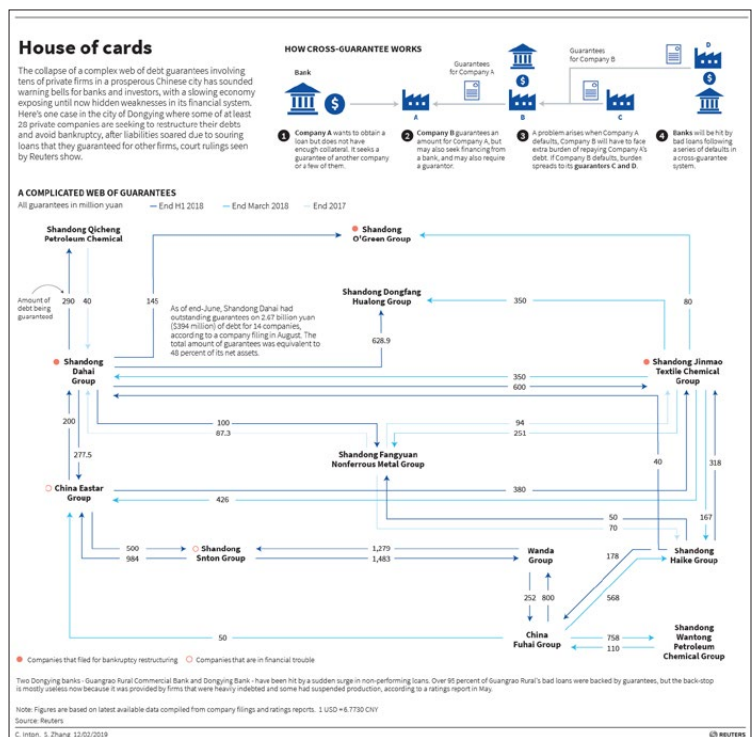 House of cards
The collapse of a complex web of debt guarantees involving
tens of private firms in a prosperous Chinese city has sounded
warning bells for banks and investors, with a slowing economy
exposing until now hidden weaknesses in its financial system.
Here's one case in the city of Dongying where some of at least
28 private companies are seeking to restructure their debts
and avoid bankruptcy, after liabilities soared due to souring
loans that they guaranteed for other firms, court rulings seen
by Reuters show.
HOW CROSS-GUARANTEE WORKS
Bank
Guarantees
for Company A
Guarantees
for Company B
D
A
B
C
1 Company A wants to obtain a
loan but does not have
enough collateral. It seeks a
guarantee of another company
or a few of them.
2 Company B guarantees an
amount for Company A, but
may also seek financing from
a bank, and may also require
a guarantor.
3 A problem arises when Company A
defaults, Company B will have to face
extra burden of repaying Company A's
debt. If Company B defaults, burden
spreads to its guarantors C and D.
4 Banks will be hit by
bad loans following
a series of defaults in
a cross-guarantee
system.
A COMPLICATED WEB OF GUARANTEES
All guarantees in million yuan
End H1 2018
End March 2018
End 2017
Shandong Qicheng
Petroleum Chemical
Shandong
O'Green Group
Amount of
debt being
guaranteed
290
40
145
As of end-June, Shandong Dahai had
outstanding guarantees on 2.67 billion yuan
($394 million) of debt for 14 companies,
according to a company filing in August. The
total amount of guarantees was equivalent to
48 percent of its net assets.
Shandong Dongfang
Hualong Group
350
80
628.9
Shandong
Dahai
Group
Shandong Jinmao
Textile Chemical
Group
350
600
200
277.5
100
87.3
94
251
Shandong Fangyuan
Nonferrous Metal Group
40
318
China Eastar
Group
380
426
50
70
167
500
984
Shandong
Snton Group
1,279
1,483
Wanda
Group
178
568
Shandong
Haike Group
252
800
50
China
Fuhai Group
758
110
Shandong
Wantong
Petroleum
Chemical Group
Companies that filed for bankruptcy restructuring
Companies that are in financial trouble
Two Dongying banks - Guangrao Rural Commercial Bank and Dongying Bank - have been hit by a sudden surge in non-performing loans. Over 95 percent of Guangrao Rural's bad loans were backed by guarantees, but the back-stop
is mostly useless now because it was provided by firms that were heavily indebted and some had suspended production, according to a ratings report in May.
Note: Figures are based on latest available data compiled from company filings and ratings reports. 1 USD = 6.7730 CNY
Source: Reuters
C. Inton, S. Zhang 12/02/2019
REUTERS